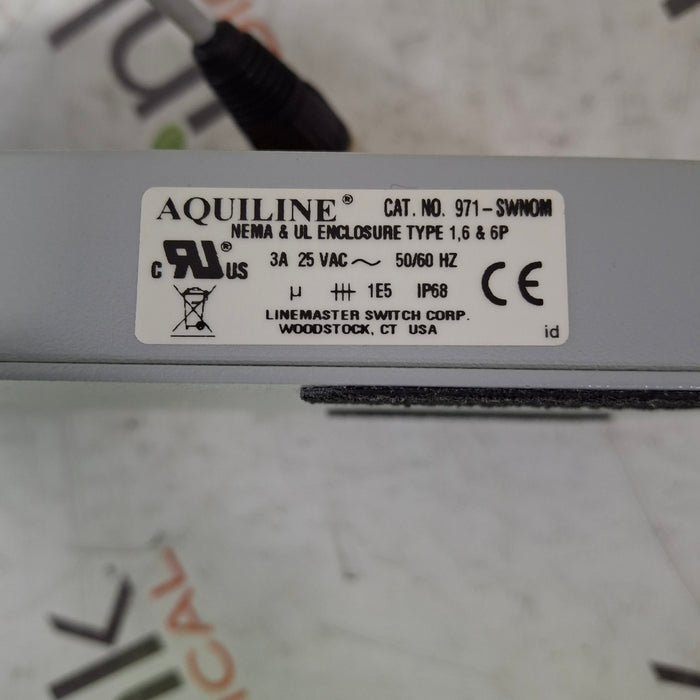 AQUILINE® CAT. NO. 971-SWNOM
NEMA & UL ENCLOSURE TYPE 1,6 & 6P
C RU® US 3A 25 VAC ~ 50/60 HZ
µ 1E5 IP68 CE
LINEMASTER SWITCH CORP.
WOODSTOCK, CT USA
id